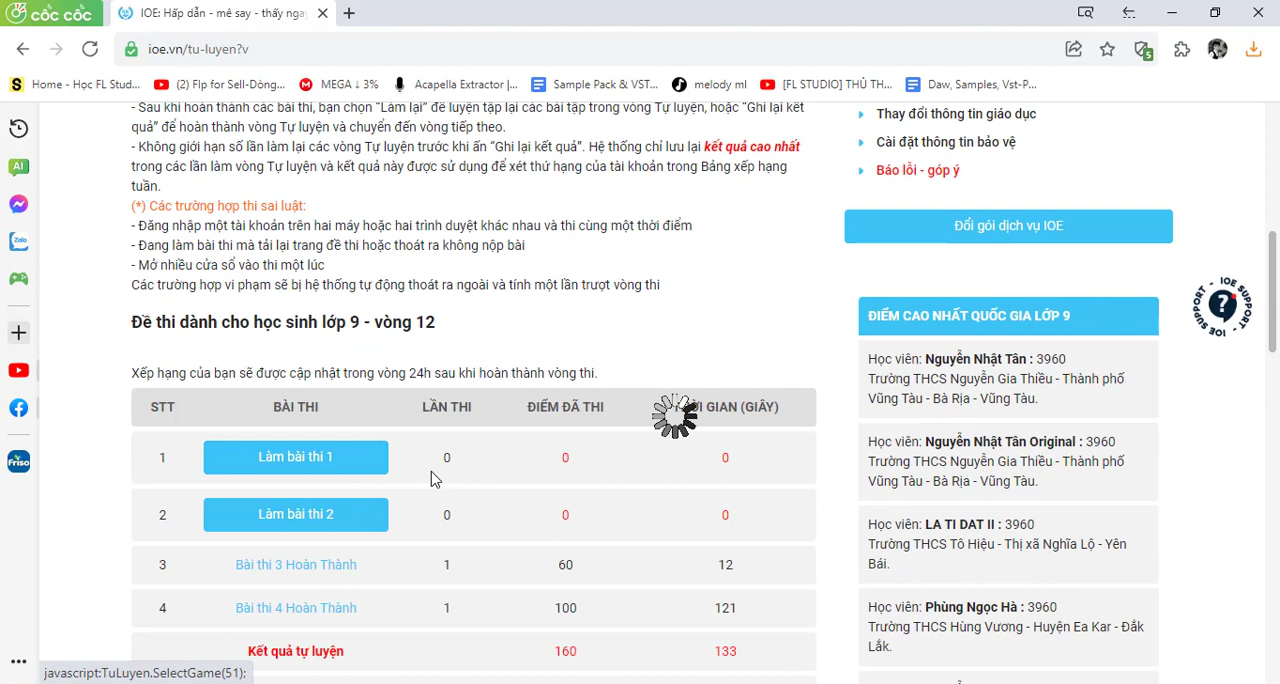 cốc cốc
IOE: Hấp dẫn - mê say - thấy nga
ioe.vn/tu-luyen?v
5
S Home - Học FL Stud...
(2) Flp for Sell-Dòng...
MEGA ↓ 3%
Acapella Extractor |...
Sample Pack & VST...
melody ml
[FL STUDIO] THỦ TH...
Daw, Samples, Vst-P...
AI
Zalo
Friso
- Sau khi hoàn thành các bài thi, bạn chọn "Làm lại" để luyện tập lại các bài tập trong vòng Tự luyện, hoặc "Ghi lại kết
quả" để hoàn thành vòng Tự luyện và chuyển đến vòng tiếp theo.
- Không giới hạn số lần làm lại các vòng Tự luyện trước khi ấn "Ghi lại kết quả". Hệ thống chỉ lưu lại kết quả cao nhất
trong các lần làm vòng Tự luyện và kết quả này được sử dụng để xét thứ hạng của tài khoản trong Bảng xếp hạng
tuần.
(*) Các trường hợp thi sai luật:
- Đăng nhập một tài khoản trên hai máy hoặc hai trình duyệt khác nhau và thi cùng một thời điểm
- Đang làm bài thi mà tải lại trang đề thi hoặc thoát ra không nộp bài
- Mở nhiều cửa sổ vào thi một lúc
Các trường hợp vi phạm sẽ bị hệ thống tự động thoát ra ngoài và tính một lần trượt vòng thi
Đề thi dành cho học sinh lớp 9 - vòng 12
Xếp hạng của bạn sẽ được cập nhật trong vòng 24h sau khi hoàn thành vòng thi.
STT BÀI THI LẦN THI ĐIỂM ĐÃ THI GIAN (GIÂY)
1 Làm bài thi 1 0 0 0
2 Làm bài thi 2 0 0 0
3 Bài thi 3 Hoàn Thành 1 60 12
4 Bài thi 4 Hoàn Thành 1 100 121
Kết quả tự luyện 160 133
Thay đổi thông tin giáo dục
Cài đặt thông tin bảo vệ
Báo lỗi - góp ý
Đổi gói dịch vụ IOE
ĐIỂM CAO NHẤT QUỐC GIA LỚP 9
Học viên: Nguyễn Nhật Tân : 3960
Trường THCS Nguyễn Gia Thiều - Thành phố
Vũng Tàu - Bà Rịa - Vũng Tàu.
Học viên: Nguyễn Nhật Tân Original : 3960
Trường THCS Nguyễn Gia Thiều - Thành phố
Vũng Tàu - Bà Rịa - Vũng Tàu.
Học viên: LA TI DAT II : 3960
Trường THCS Tô Hiệu - Thị xã Nghĩa Lộ - Yên
Bái.
Học viên: Phùng Ngọc Hà : 3960
Trường THCS Hùng Vương - Huyện Ea Kar - Đắk
Lắk.
IOE SUPPORT - IOE SUPPORT -
?
javascript:TuLuyen.SelectGame(51);